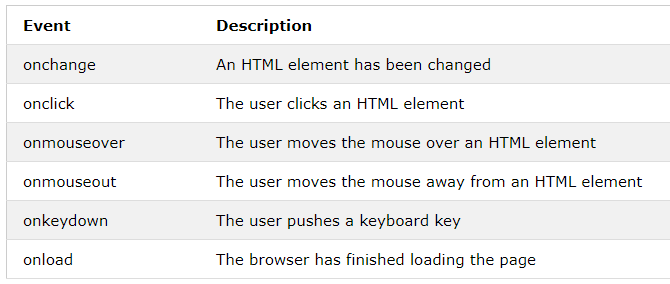 Event Description
onchange An HTML element has been changed
onclick The user clicks an HTML element
onmouseover The user moves the mouse over an HTML element
onmouseout The user moves the mouse away from an HTML element
onkeydown The user pushes a keyboard key
onload The browser has finished loading the page